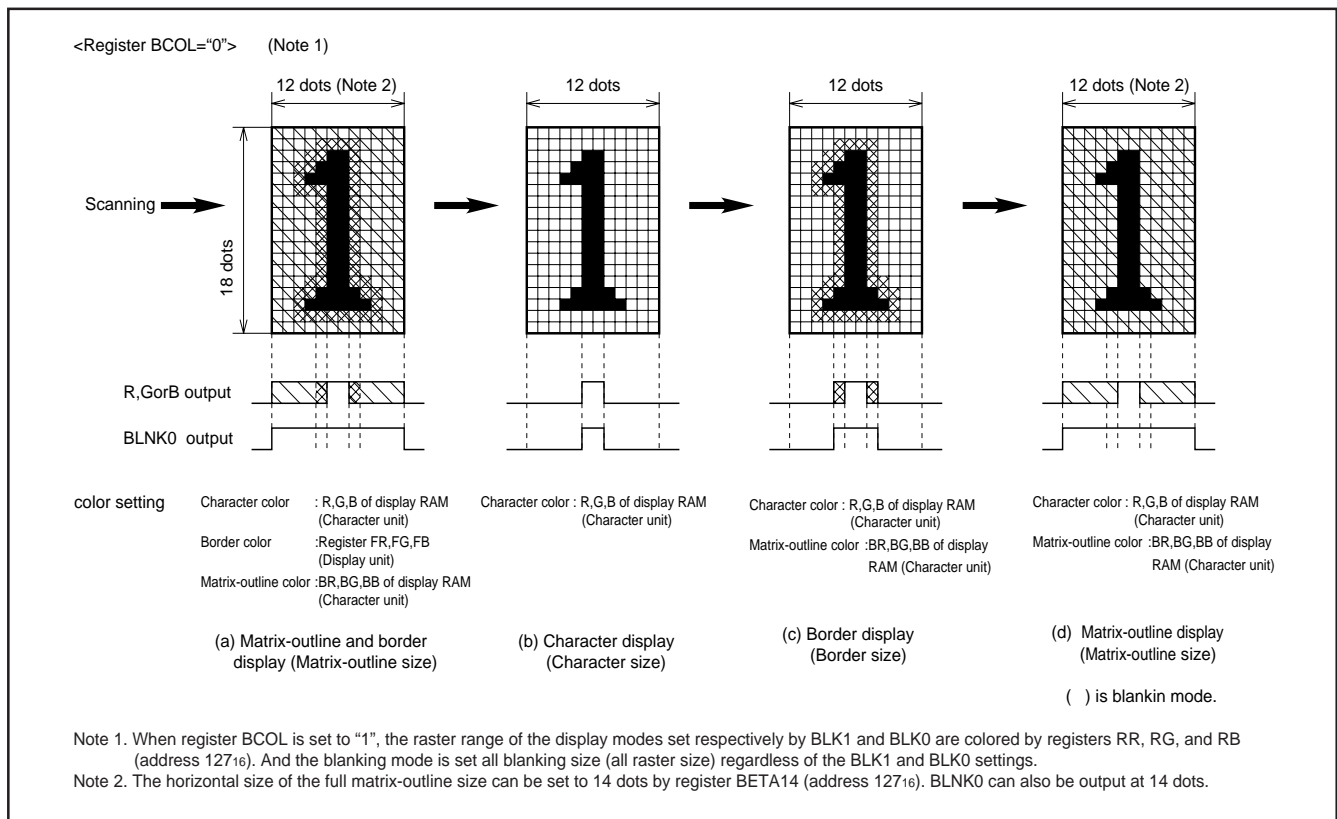 <Register BCOL=“0”> (Note 1)
12 dots (Note 2) 12 dots 12 dots 12 dots (Note 2)
Scanning
18 dots
R,GorB output
BLNK0 output
color setting
Character color : R,G,B of display RAM
(Character unit)
Border color :Register FR,FG,FB
(Display unit)
Matrix-outline color :BR,BG,BB of display RAM
(Character unit)
(a) Matrix-outline and border
display (Matrix-outline size)
Character color : R,G,B of display RAM
(Character unit)
(b) Character display
(Character size)
Character color : R,G,B of display RAM
(Character unit)
Matrix-outline color :BR,BG,BB of display
RAM (Character unit)
(c) Border display
(Border size)
Character color : R,G,B of display RAM
(Character unit)
Matrix-outline color :BR,BG,BB of display
RAM (Character unit)
(d) Matrix-outline display
(Matrix-outline size)
( ) is blankin mode.
Note 1. When register BCOL is set to “1”, the raster range of the display modes set respectively by BLK1 and BLK0 are colored by registers RR, RG, and RB
(address 12716). And the blanking mode is set all blanking size (all raster size) regardless of the BLK1 and BLK0 settings.
Note 2. The horizontal size of the full matrix-outline size can be set to 14 dots by register BETA14 (address 12716). BLNK0 can also be output at 14 dots.